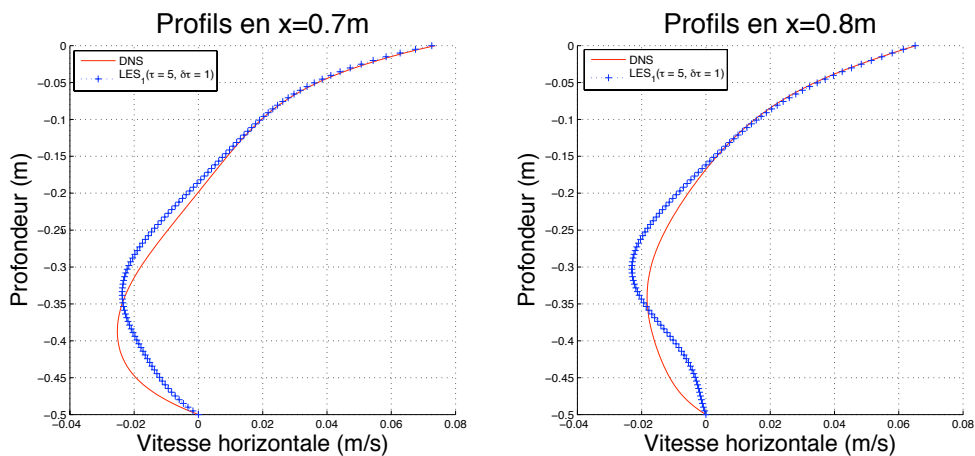 Profils en x=0.7m
0
−0.05
−0.1
−0.15
−0.2
−0.25
−0.3
−0.35
−0.4
−0.45
−0.5
Profondeur (m)
DNS
LES₁(τ = 5, δτ = 1)
−0.04 −0.02 0 0.02 0.04 0.06 0.08
Vitesse horizontale (m/s)
Profils en x=0.8m
0
−0.05
−0.1
−0.15
−0.2
−0.25
−0.3
−0.35
−0.4
−0.45
−0.5
Profondeur (m)
DNS
LES₁(τ = 5, δτ = 1)
−0.04 −0.02 0 0.02 0.04 0.06 0.08
Vitesse horizontale (m/s)